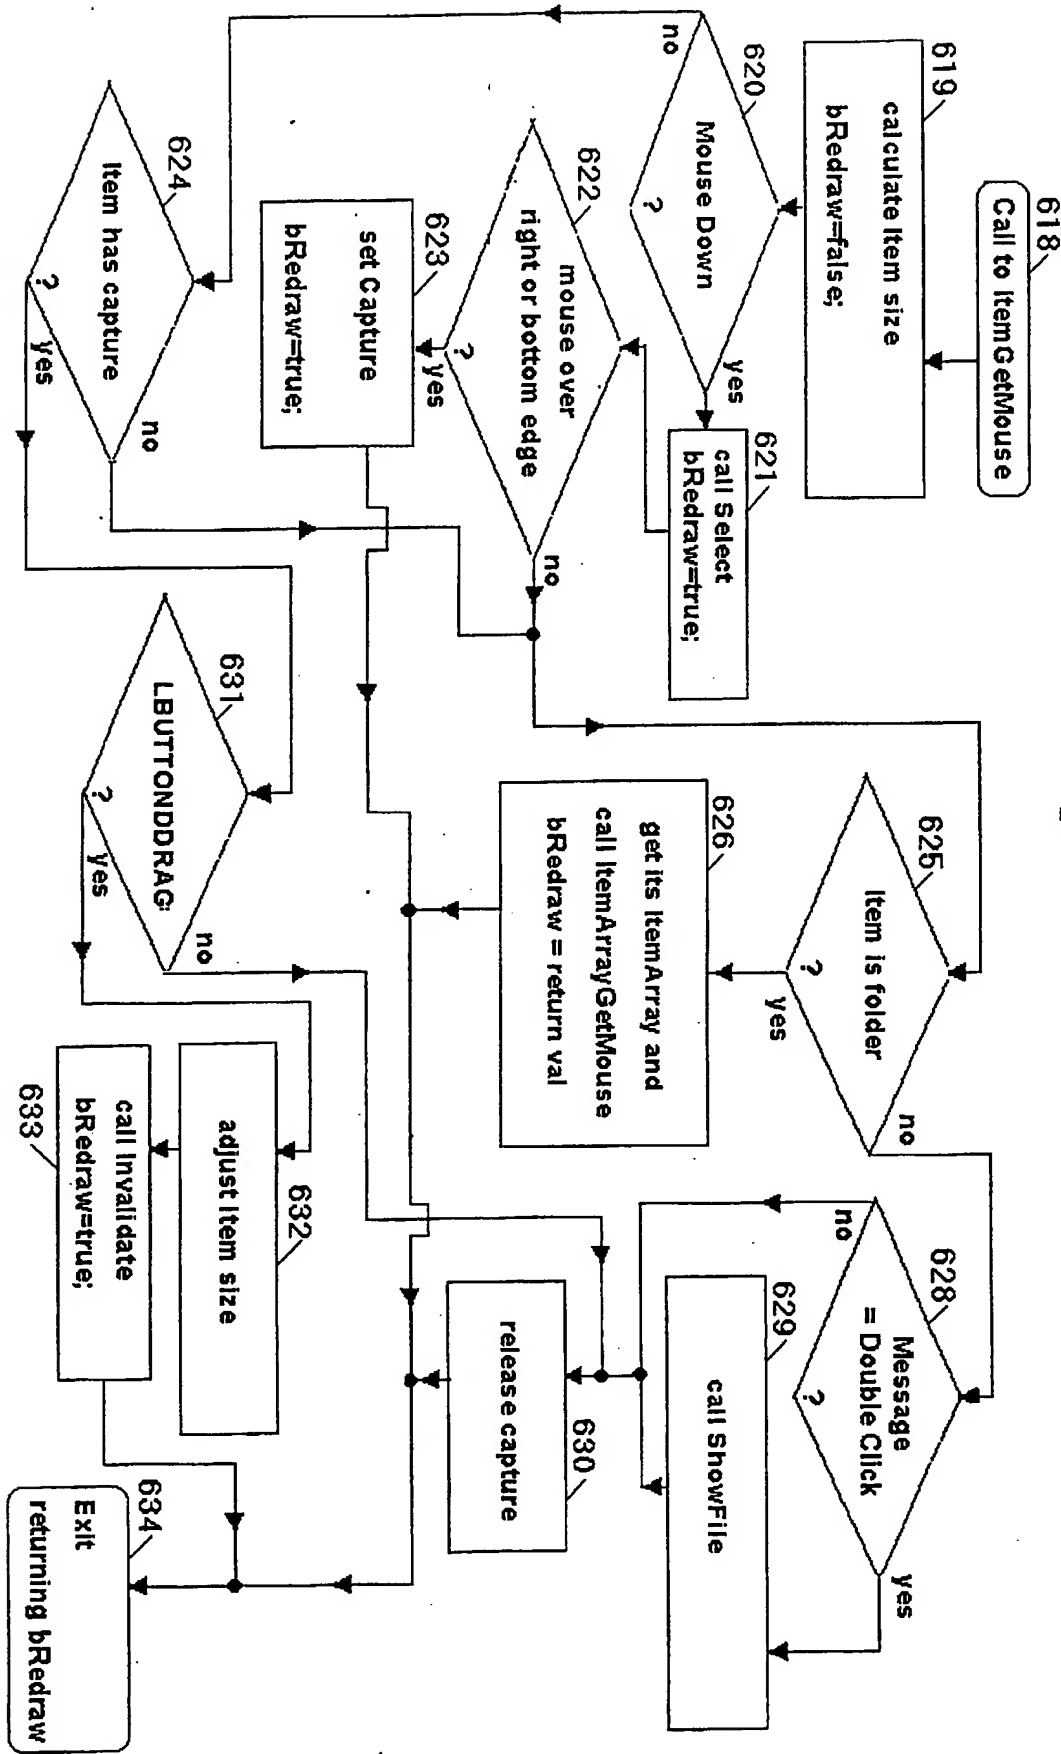 618
Call to ItemGetMouse
619
calculate Item size
bRedraw=false;
620
Mouse Down
?
no
yes
621
call Select
bRedraw=true;
622
mouse over
right or bottom edge
?
yes
no
623
set Capture
bRedraw=true;
624
Item has capture
?
yes
no
625
Item is folder
?
yes
no
626
get its ItemArray and
call ItemArrayGetMouse
bRedraw = return val
628
Message
= Double Click
?
no
yes
629
call ShowFile
630
release capture
631
LBUTTONDDRAG
?
yes
no
632
adjust Item size
633
call Invalidate
bRedraw=true;
634
Exit
returning bRedraw